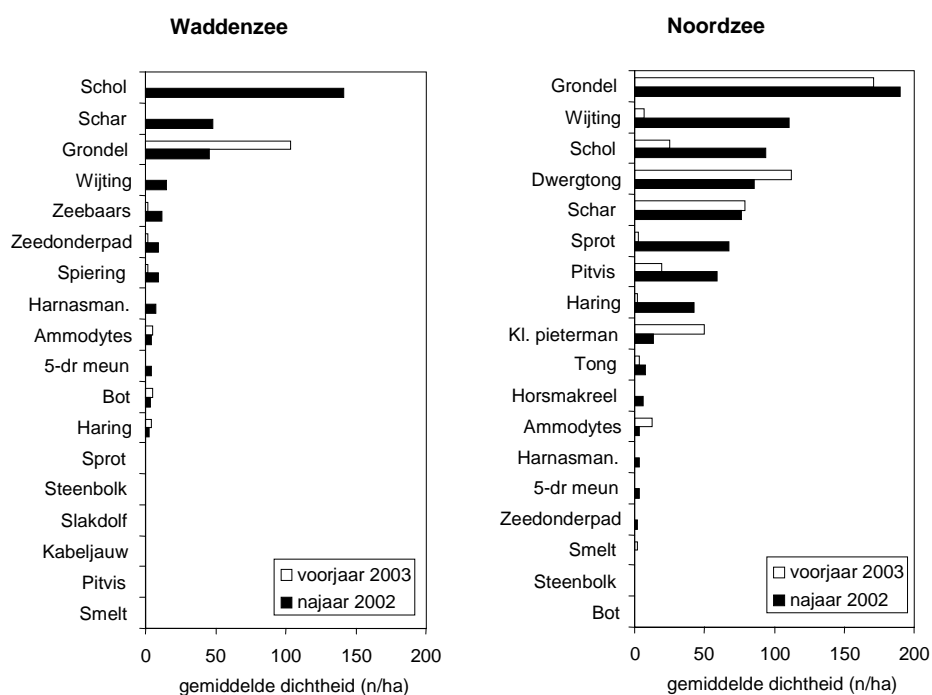 Waddenzee
Schol
Schar
Grondel
Wijting
Zeebaars
Zeedonderpad
Spiering
Harnasman.
Ammodytes
5-dr meun
Bot
Haring
Sprot
Steenbolk
Slakdolf
Kabeljauw
Pitvis
Smelt
voorjaar 2003
najaar 2002
0 50 100 150 200
gemiddelde dichtheid (n/ha)
Noordzee
Grondel
Wijting
Schol
Dwergtong
Schar
Sprot
Pitvis
Haring
Kl. pieterman
Tong
Horsmakreel
Ammodytes
Harnasman.
5-dr meun
Zeedonderpad
Smelt
Steenbolk
Bot
voorjaar 2003
najaar 2002
0 50 100 150 200
gemiddelde dichtheid (n/ha)